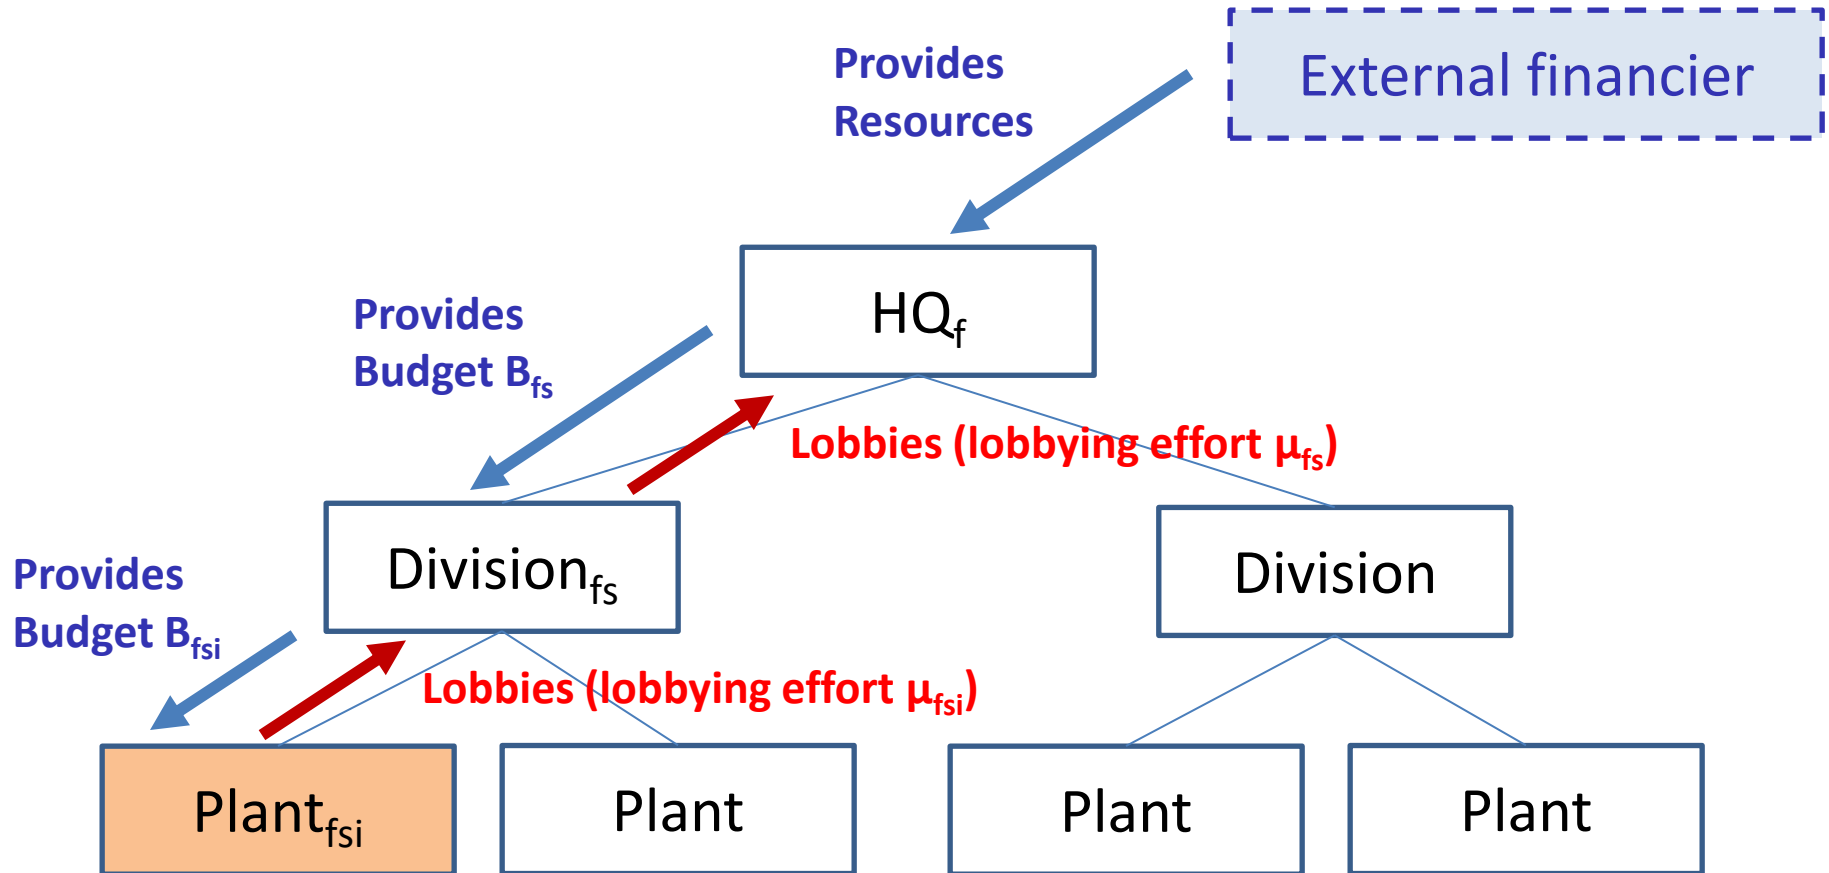 Provides
Resources
External financier
HQf
Provides
Budget Bfs
Lobbies (lobbying effort μfs)
Divisionfs
Division
Provides
Budget Bfsi
Lobbies (lobbying effort μfsi)
Plantfsi
Plant
Plant
Plant